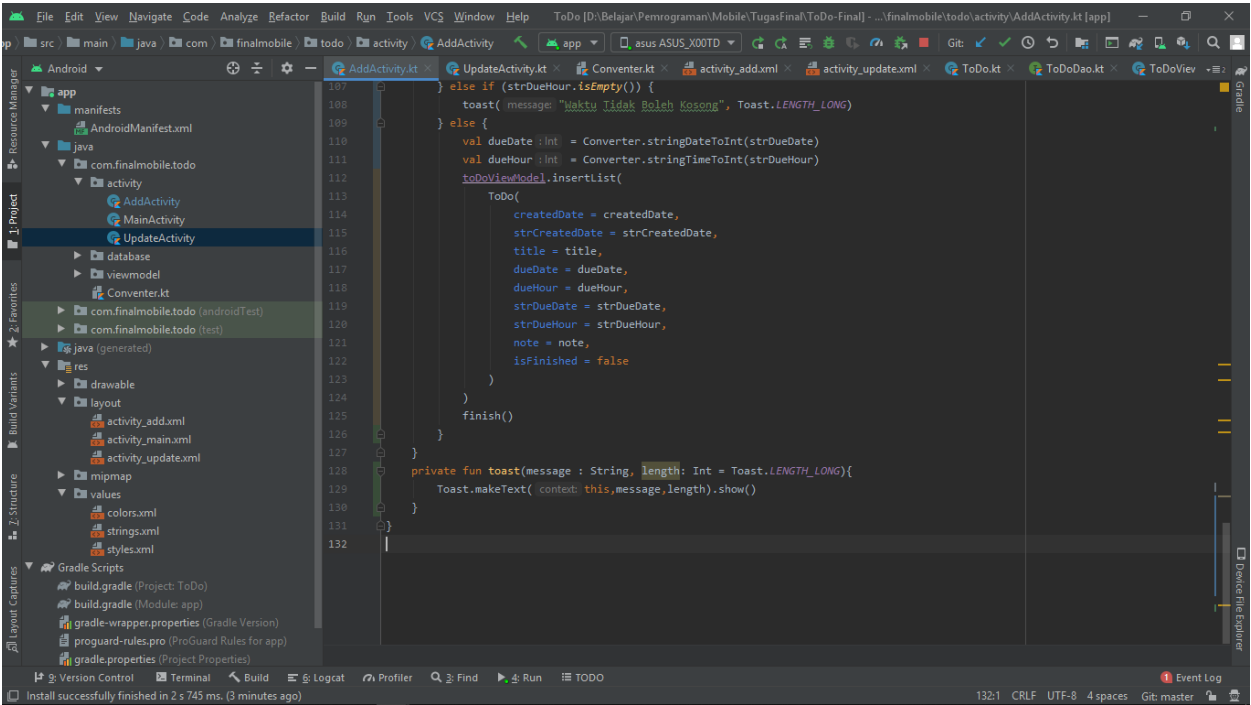 File Edit View Navigate Code Analyze Refactor Build Run Tools VCS Window Help ToDo [D:\Belajar\Pemrograman\Mobile\TugasFinal\ToDo-Final] - ...\finalmobile\todo\activity\AddActivity.kt [app]
pp src main java com finalmobile todo activity AddActivity app asus ASUS_X00TD Git:
Android
AddActivity.kt UpdateActivity.kt Conventer.kt activity_add.xml activity_update.xml ToDo.kt ToDoDao.kt ToDoViev
Resource Manager
1: Project
2: Favorites
Build Variants
Z: Structure
Layout Captures
app
manifests
AndroidManifest.xml
java
com.finalmobile.todo
activity
AddActivity
MainActivity
UpdateActivity
database
viewmodel
Conventer.kt
com.finalmobile.todo (androidTest)
com.finalmobile.todo (test)
java (generated)
res
drawable
layout
activity_add.xml
activity_main.xml
activity_update.xml
mipmap
values
colors.xml
strings.xml
styles.xml
Gradle Scripts
build.gradle (Project: ToDo)
build.gradle (Module: app)
gradle-wrapper.properties (Gradle Version)
proguard-rules.pro (ProGuard Rules for app)
gradle.properties (Project Properties)
107 } else if (strDueHour.isEmpty()) {
108 toast( message: "Waktu Tidak Boleh Kosong", Toast.LENGTH_LONG)
109 } else {
110 val dueDate : Int = Converter.stringDateToInt(strDueDate)
111 val dueHour : Int = Converter.stringTimeToInt(strDueHour)
112 toDoViewModel.insertList(
113 ToDo(
114 createdDate = createdDate,
115 strCreatedDate = strCreatedDate,
116 title = title,
117 dueDate = dueDate,
118 dueHour = dueHour,
119 strDueDate = strDueDate,
120 strDueHour = strDueHour,
121 note = note,
122 isFinished = false
123 )
124 )
125 finish()
126 }
127 }
128 private fun toast(message : String, length: Int = Toast.LENGTH_LONG){
129 Toast.makeText( context: this,message,length).show()
130 }
131 }
132
Gradle
Device File Explorer
9: Version Control Terminal Build 6: Logcat Profiler 3: Find 4: Run TODO 1 Event Log
Install successfully finished in 2 s 745 ms. (3 minutes ago) 132:1 CRLF UTF-8 4 spaces Git: master